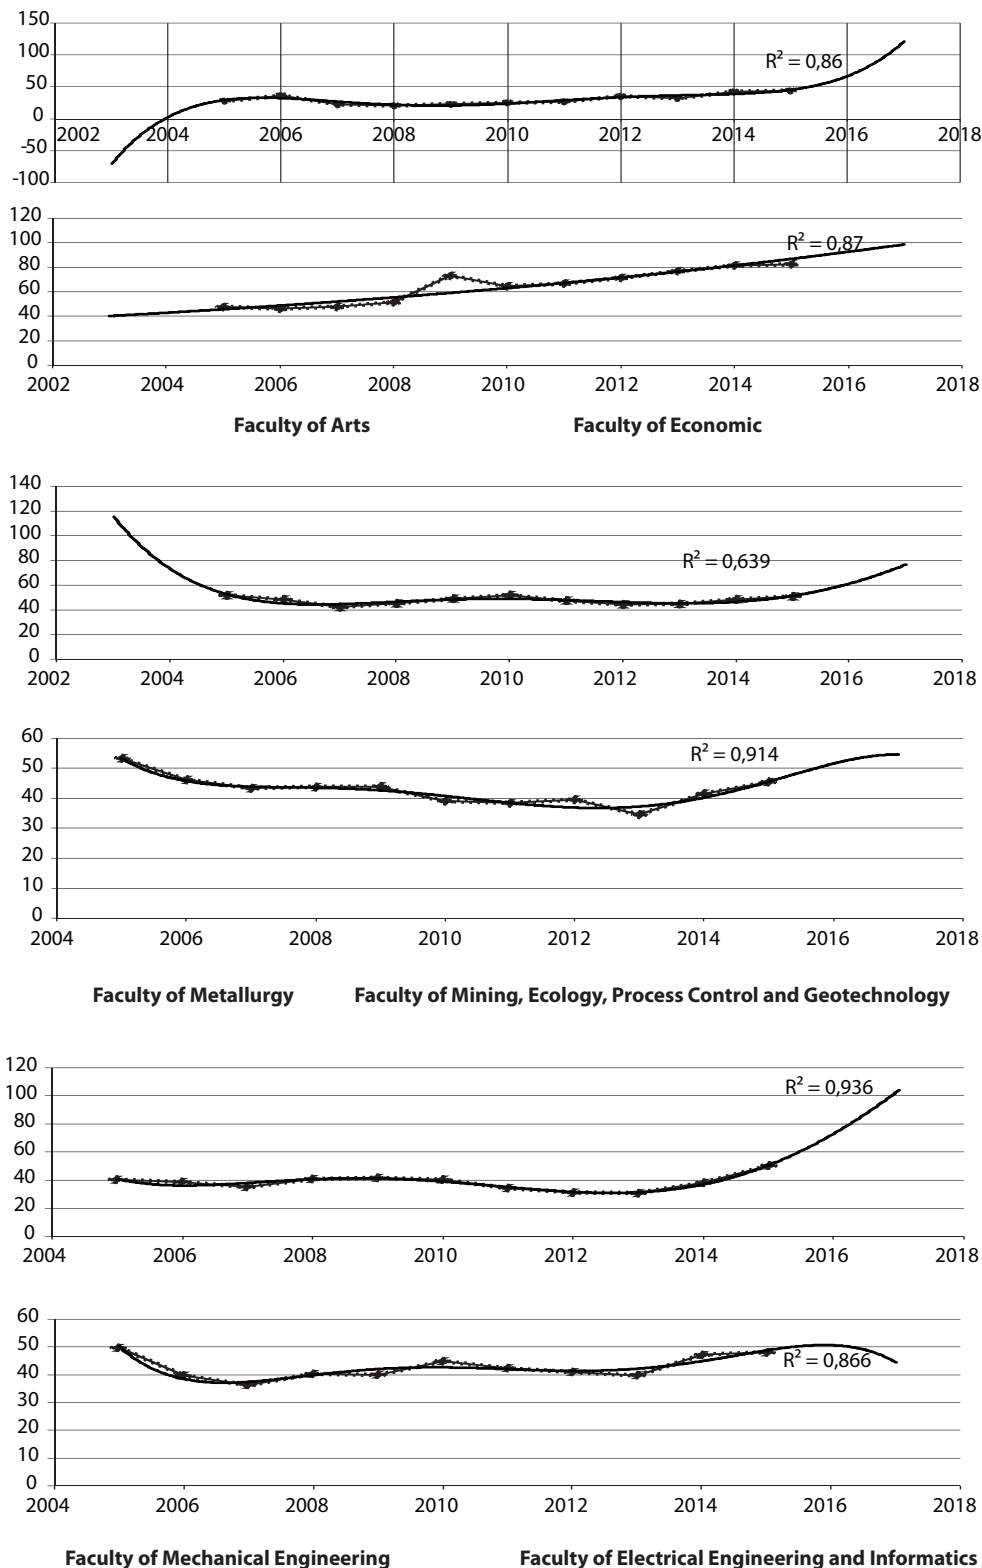 150
100
R² = 0,86
50
0
2002 2004 2006 2008 2010 2012 2014 2016 2018
-50
-100
120
100
R² = 0,87
80
60
40
20
0
2002 2004 2006 2008 2010 2012 2014 2016 2018
Faculty of Arts Faculty of Economic
140
120
100
80
R² = 0,639
60
40
20
0
2002 2004 2006 2008 2010 2012 2014 2016 2018
60
R² = 0,914
50
40
30
20
10
0
2004 2006 2008 2010 2012 2014 2016 2018
Faculty of Metallurgy Faculty of Mining, Ecology, Process Control and Geotechnology
120
R² = 0,936
100
80
60
40
20
0
2004 2006 2008 2010 2012 2014 2016 2018
60
50
R² = 0,866
40
30
20
10
0
2004 2006 2008 2010 2012 2014 2016 2018
Faculty of Mechanical Engineering Faculty of Electrical Engineering and Informatics